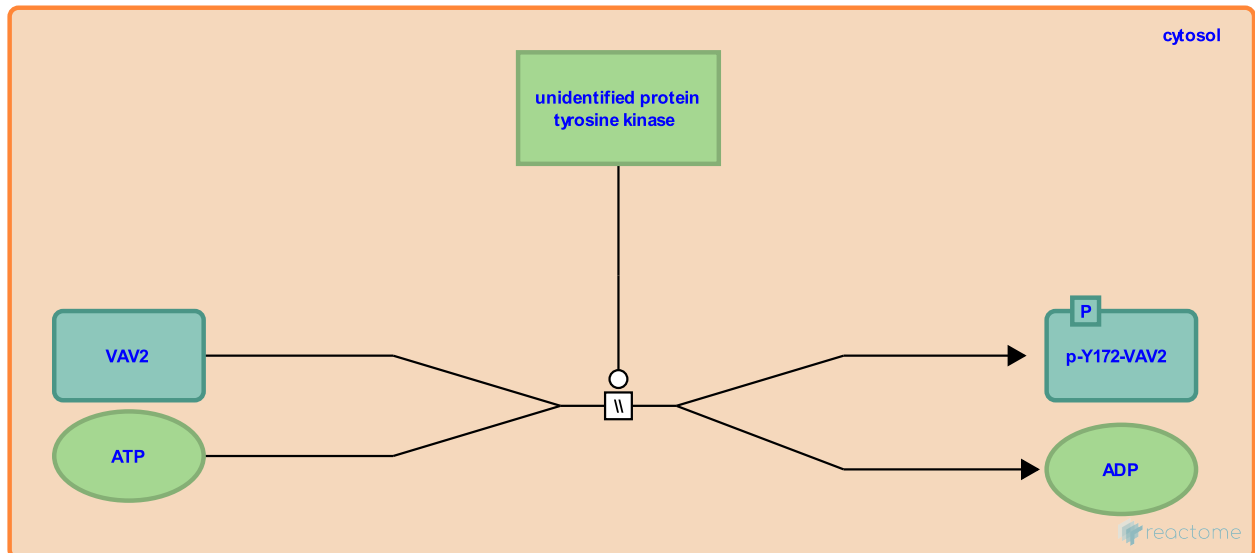 cytosol
unidentified protein
tyrosine kinase
P
VAV2
p-Y172-VAV2
\\
ATP
ADP
reactome